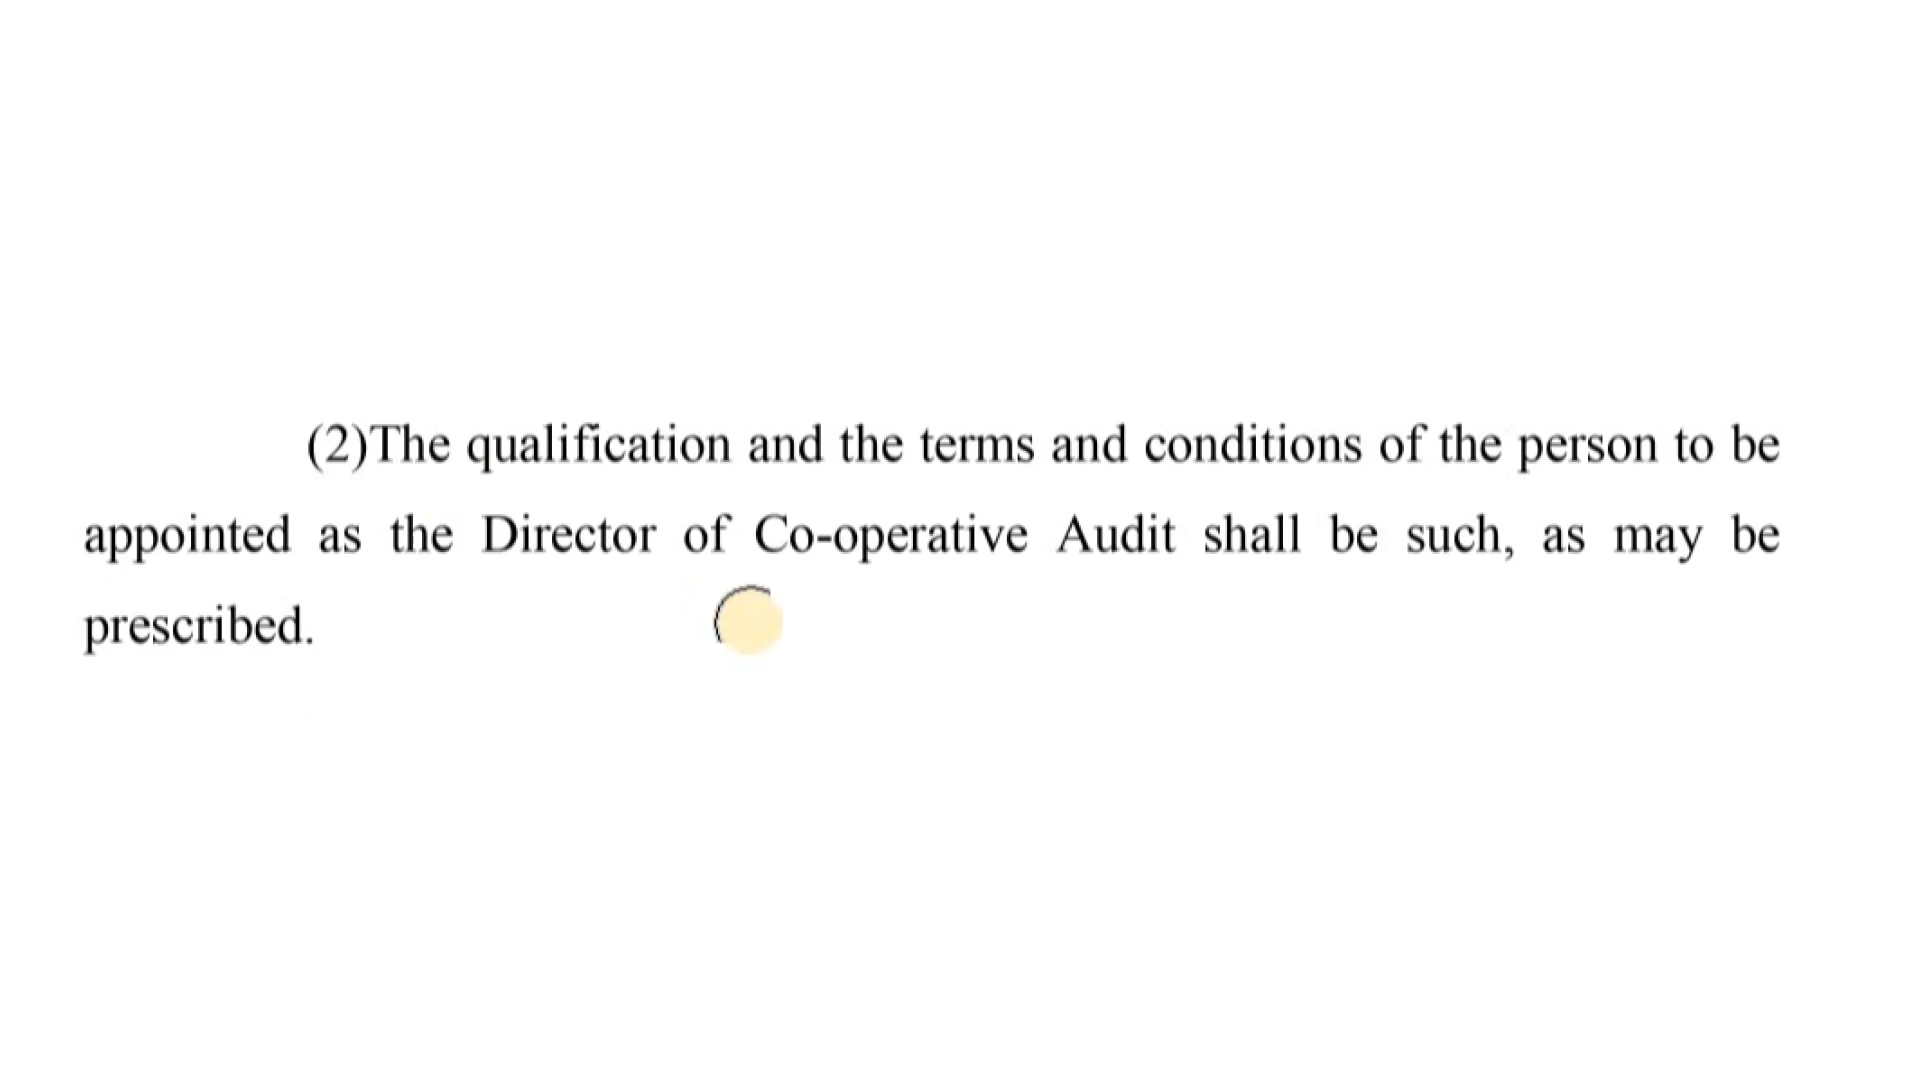 (2)The qualification and the terms and conditions of the person to be
appointed as the Director of Co-operative Audit shall be such, as may be
prescribed.